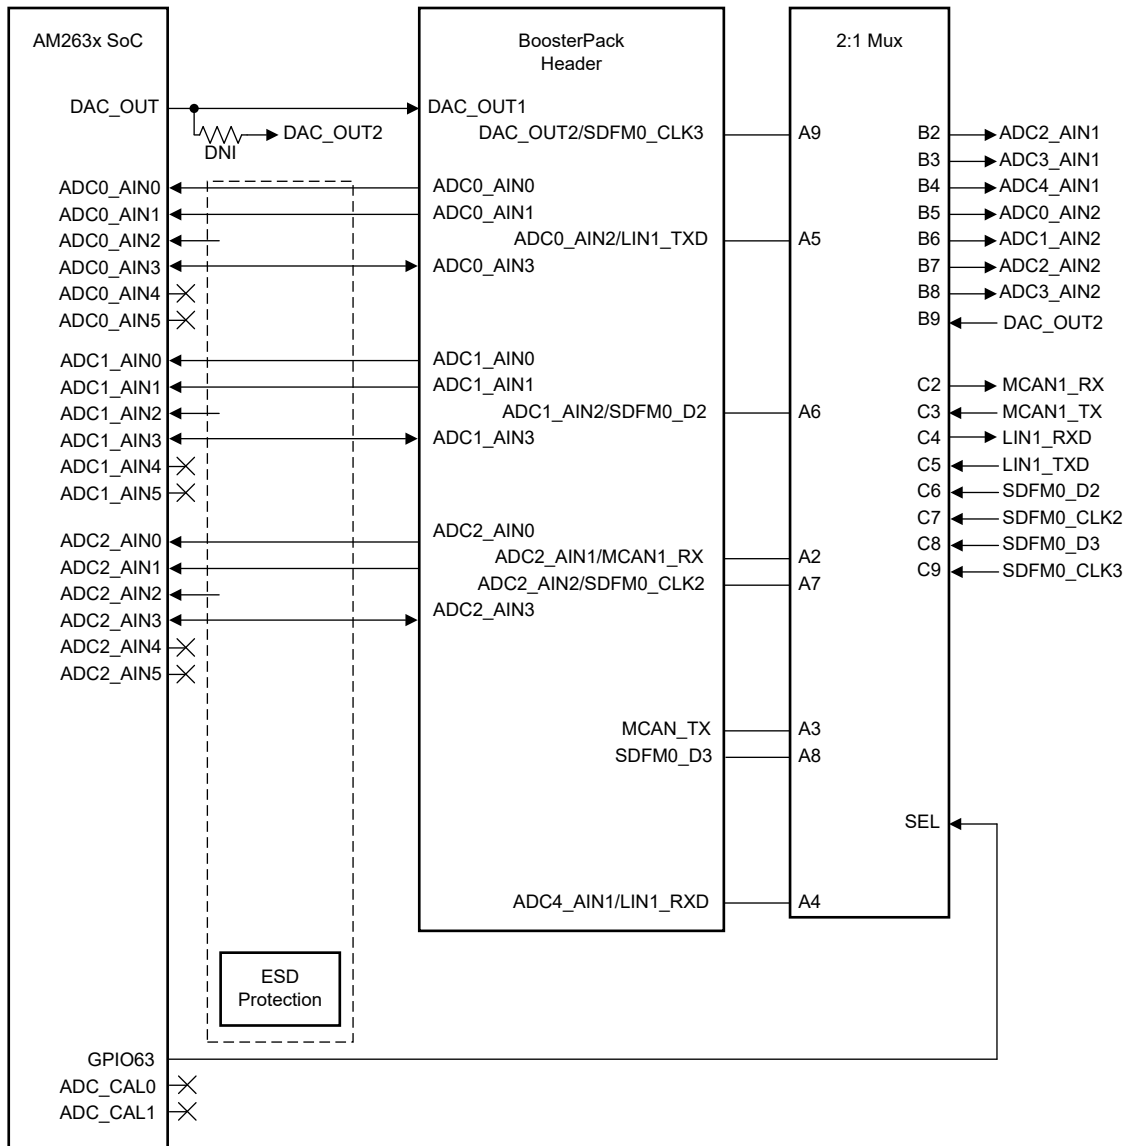 AM263x SoC
DAC_OUT
DNI
DAC_OUT2
ADC0_AIN0
ADC0_AIN1
ADC0_AIN2
ADC0_AIN3
ADC0_AIN4
ADC0_AIN5
ADC1_AIN0
ADC1_AIN1
ADC1_AIN2
ADC1_AIN3
ADC1_AIN4
ADC1_AIN5
ADC2_AIN0
ADC2_AIN1
ADC2_AIN2
ADC2_AIN3
ADC2_AIN4
ADC2_AIN5
ESD
Protection
GPIO63
ADC_CAL0
ADC_CAL1
BoosterPack
Header
DAC_OUT1
DAC_OUT2/SDFM0_CLK3
ADC0_AIN0
ADC0_AIN1
ADC0_AIN2/LIN1_TXD
ADC0_AIN3
ADC1_AIN0
ADC1_AIN1
ADC1_AIN2/SDFM0_D2
ADC1_AIN3
ADC2_AIN0
ADC2_AIN1/MCAN1_RX
ADC2_AIN2/SDFM0_CLK2
ADC2_AIN3
MCAN_TX
SDFM0_D3
ADC4_AIN1/LIN1_RXD
2:1 Mux
A9
A5
A6
A2
A7
A3
A8
A4
B2 ADC2_AIN1
B3 ADC3_AIN1
B4 ADC4_AIN1
B5 ADC0_AIN2
B6 ADC1_AIN2
B7 ADC2_AIN2
B8 ADC3_AIN2
B9 DAC_OUT2
C2 MCAN1_RX
C3 MCAN1_TX
C4 LIN1_RXD
C5 LIN1_TXD
C6 SDFM0_D2
C7 SDFM0_CLK2
C8 SDFM0_D3
C9 SDFM0_CLK3
SEL